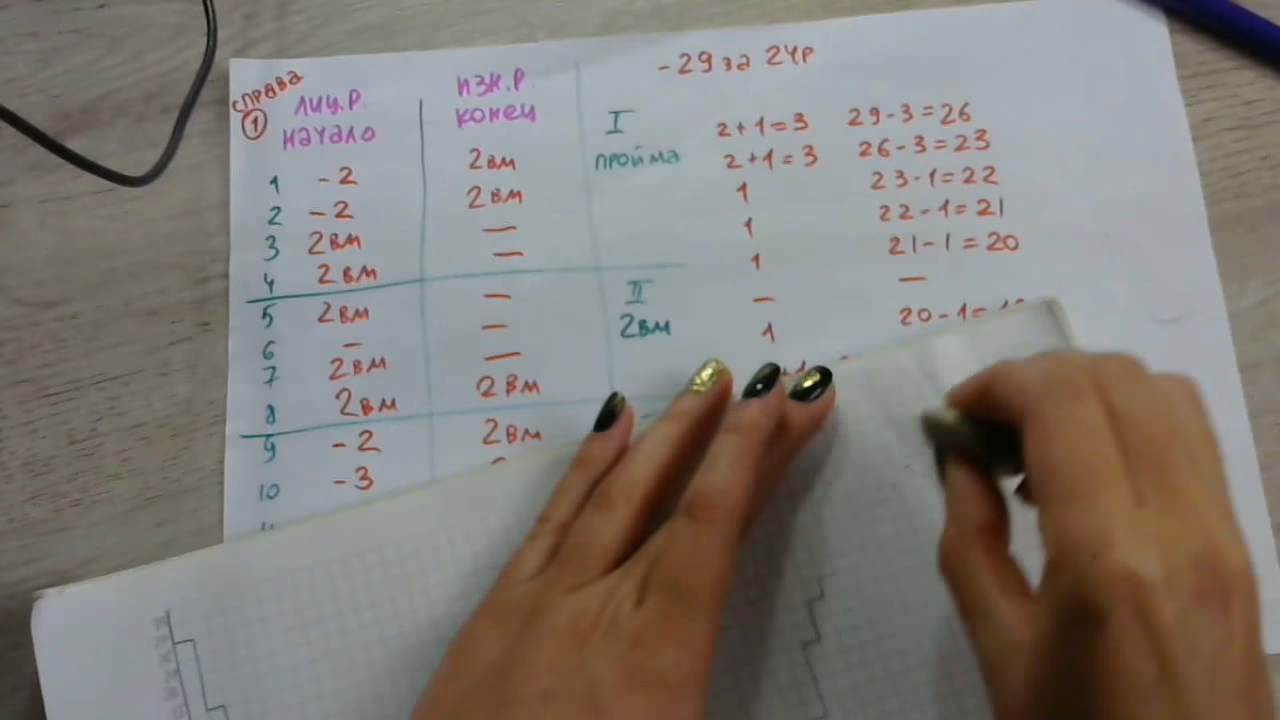 -29 за 24р
справа ① лиц.р. начало изн.р. конец
I пройма 2+1=3 29-3=26
1 -2 2вм 2+1=3 26-3=23
2 -2 2вм 1 23-1=22
3 2вм — 1 22-1=21
4 2вм — 1 21-1=20
5 2вм — II — —
6 — — 2вм 1 20-1=
7 2вм —
8 2вм 2вм
9 -2 2вм
10 -3